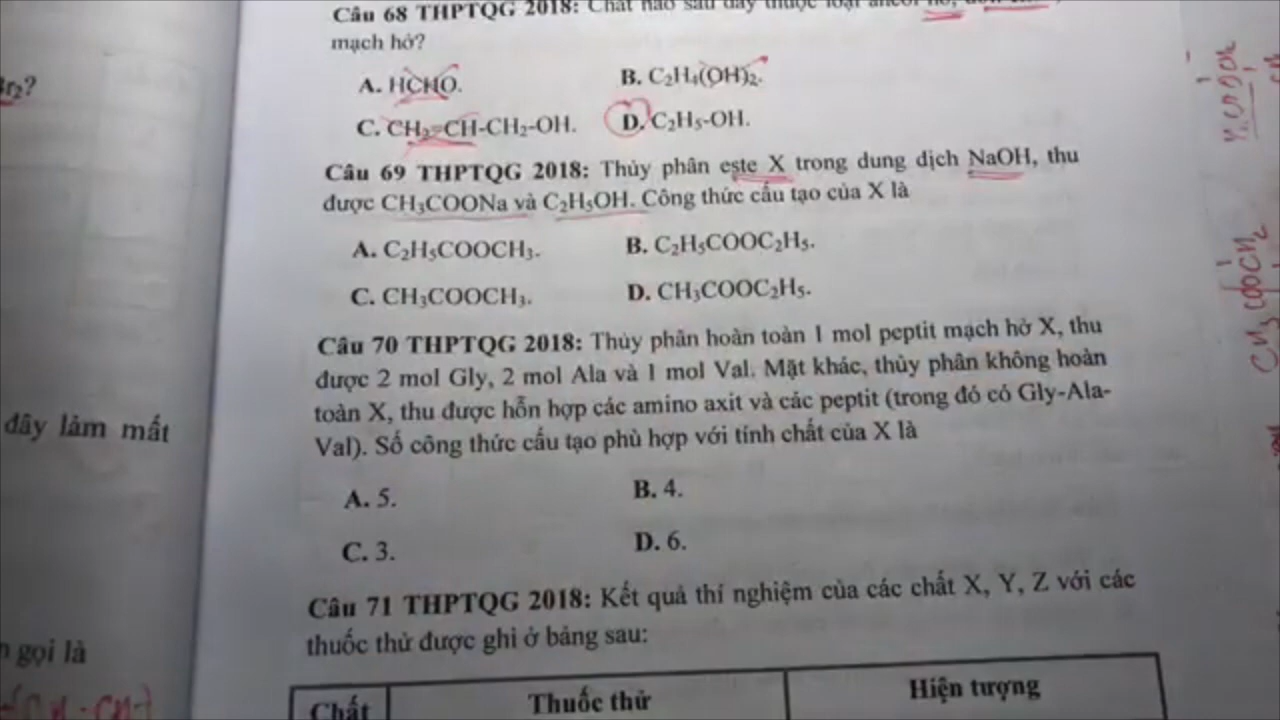 Câu 68 THPTQG 2018: Chất nào sau đây thuộc loại ancol no,
mạch hở?
A. HCHO.
B. C₂H₄(OH)₂.
C. CH₂=CH-CH₂-OH.
D. C₂H₅-OH.
Câu 69 THPTQG 2018: Thủy phân este X trong dung dịch NaOH, thu
được CH₃COONa và C₂H₅OH. Công thức cấu tạo của X là
A. C₂H₅COOCH₃.
B. C₂H₅COOC₂H₅.
C. CH₃COOCH₃.
D. CH₃COOC₂H₅.
Câu 70 THPTQG 2018: Thủy phân hoàn toàn 1 mol peptit mạch hở X, thu
được 2 mol Gly, 2 mol Ala và 1 mol Val. Mặt khác, thủy phân không hoàn
toàn X, thu được hỗn hợp các amino axit và các peptit (trong đó có Gly-Ala-
Val). Số công thức cấu tạo phù hợp với tính chất của X là
A. 5.
B. 4.
C. 3.
D. 6.
Câu 71 THPTQG 2018: Kết quả thí nghiệm của các chất X, Y, Z với các
thuốc thử được ghi ở bảng sau:
Chất
Thuốc thử
Hiện tượng
đây làm mất
gọi là
CH₃COOCH₂